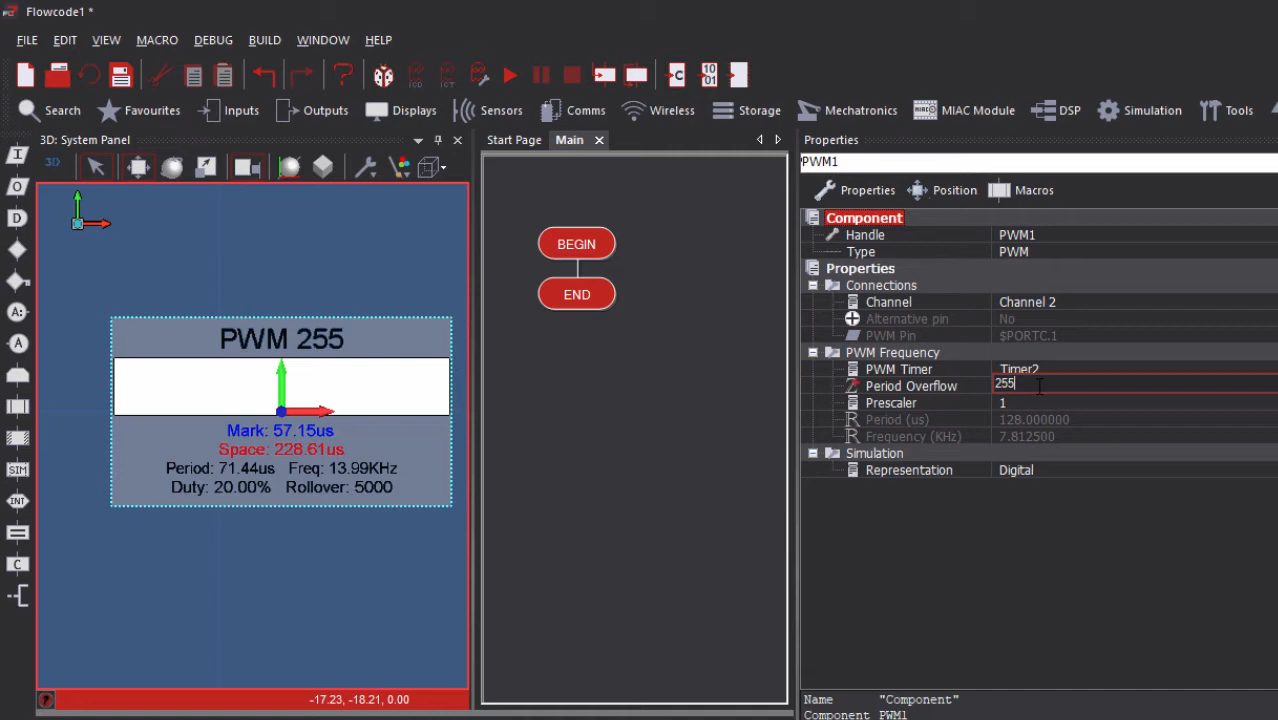 Flowcode1 *
FILE EDIT VIEW MACRO DEBUG BUILD WINDOW HELP
Search Favourites Inputs Outputs Displays Sensors Comms Wireless Storage Mechatronics MIAC Module DSP Simulation Tools
3D: System Panel
Start Page Main
Properties
3D
PWM1
Properties Position Macros
Component
Handle PWM1
Type PWM
Properties
Connections
Channel Channel 2
Alternative pin No
PWM Pin $PORTC.1
PWM Frequency
PWM Timer Timer2
Period Overflow 255
Prescaler 1
Period (us) 128.000000
Frequency (KHz) 7.812500
Simulation
Representation Digital
BEGIN
END
PWM 255
Mark: 57.15us
Space: 228.61us
Period: 71.44us Freq: 13.99KHz
Duty: 20.00% Rollover: 5000
I
O
D
A:
A
SIM
INT
C
-17.23, -18.21, 0.00
Name "Component"
Component PWM1